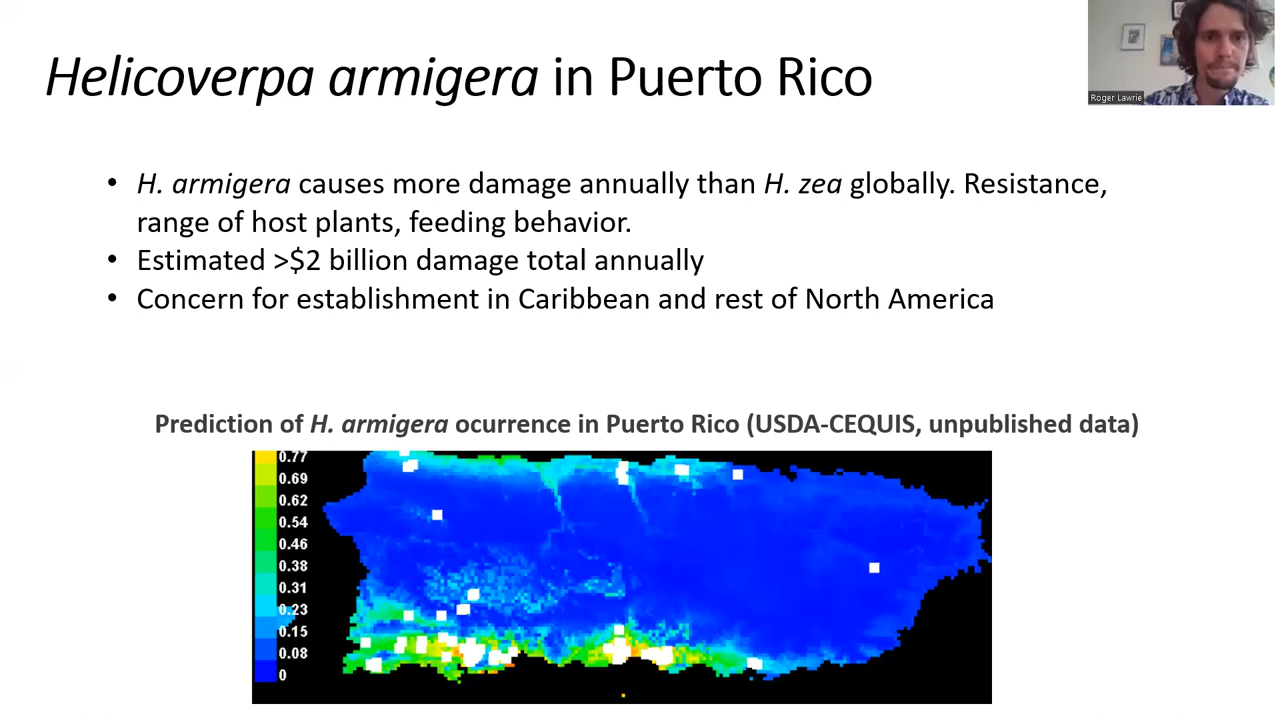 Helicoverpa armigera in Puerto Rico
Roger Lawrie
• H. armigera causes more damage annually than H. zea globally. Resistance,
range of host plants, feeding behavior.
• Estimated >$2 billion damage total annually
• Concern for establishment in Caribbean and rest of North America
Prediction of H. armigera ocurrence in Puerto Rico (USDA-CEQUIS, unpublished data)
0.77
0.69
0.62
0.54
0.46
0.38
0.31
0.23
0.15
0.08
0